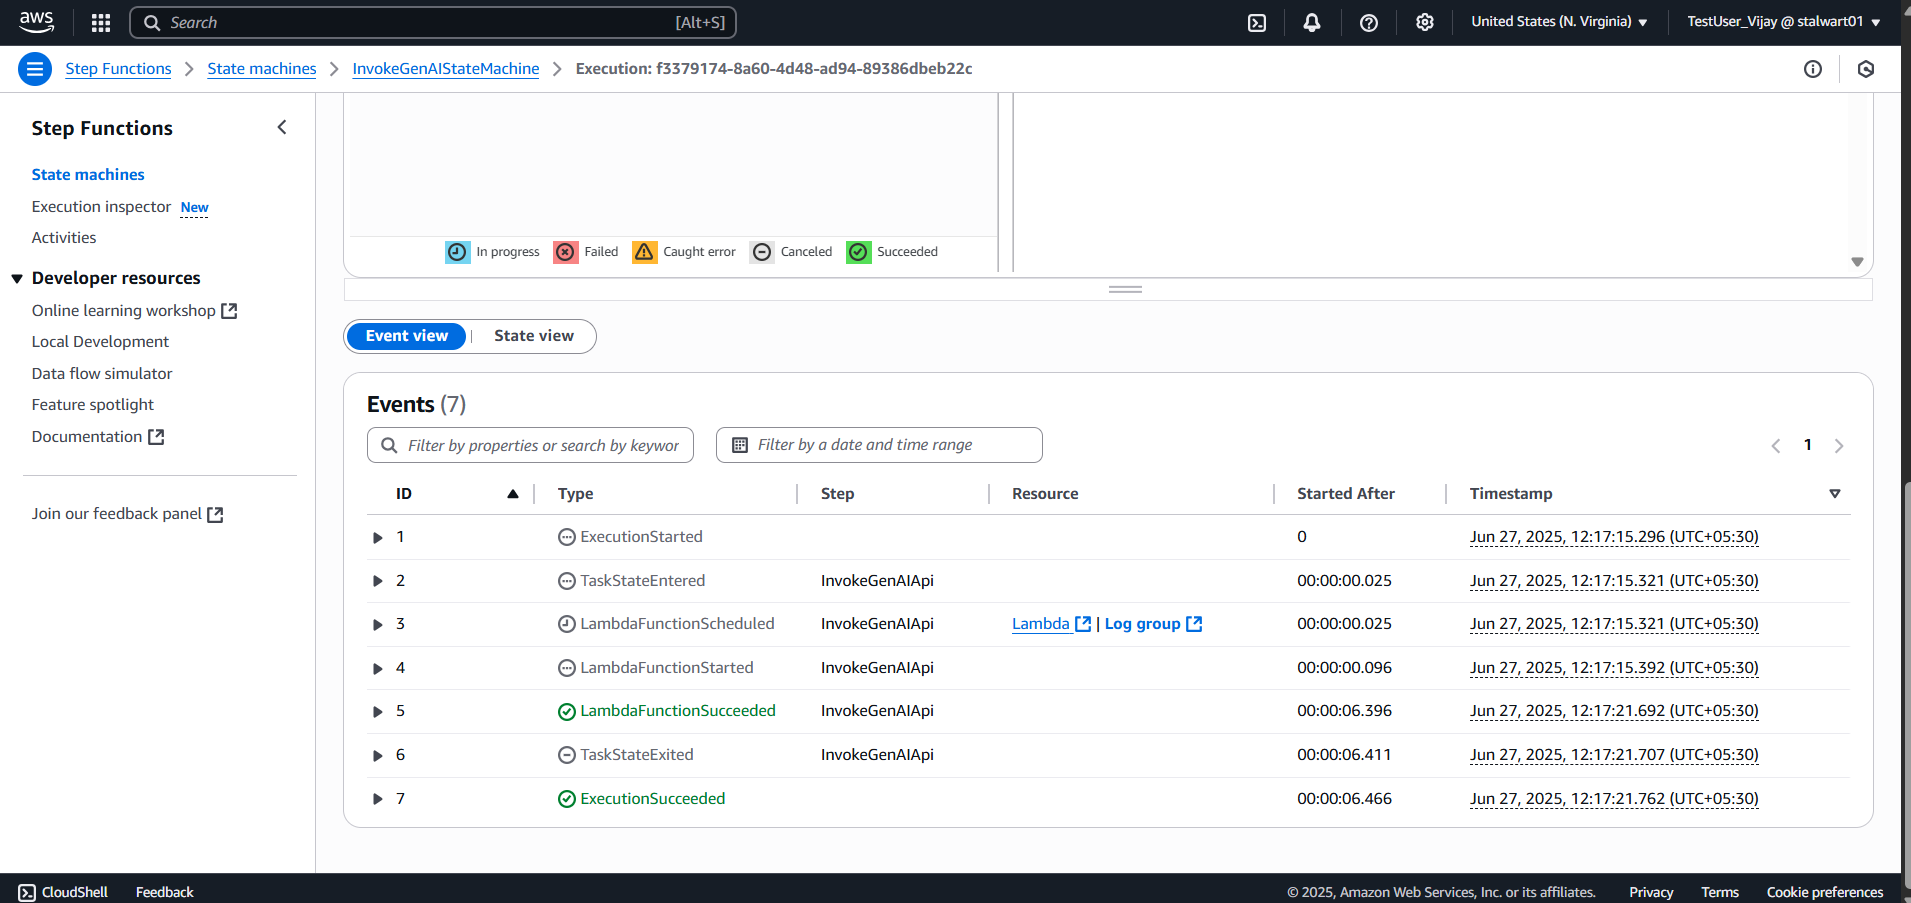 aws
Search [Alt+S]
United States (N. Virginia)
TestUser_Vijay @ stalwart01
Step Functions
State machines
InvokeGenAIStateMachine
Execution: f3379174-8a60-4d48-ad94-89386dbeb22c
Step Functions
State machines
Execution inspector New
Activities
Developer resources
Online learning workshop
Local Development
Data flow simulator
Feature spotlight
Documentation
Join our feedback panel
In progress Failed Caught error Canceled Succeeded
Event view State view
Events (7)
Filter by properties or search by keywor
Filter by a date and time range
1
ID Type Step Resource Started After Timestamp
1 ExecutionStarted 0 Jun 27, 2025, 12:17:15.296 (UTC+05:30)
2 TaskStateEntered InvokeGenAIApi 00:00:00.025 Jun 27, 2025, 12:17:15.321 (UTC+05:30)
3 LambdaFunctionScheduled InvokeGenAIApi Lambda | Log group 00:00:00.025 Jun 27, 2025, 12:17:15.321 (UTC+05:30)
4 LambdaFunctionStarted InvokeGenAIApi 00:00:00.096 Jun 27, 2025, 12:17:15.392 (UTC+05:30)
5 LambdaFunctionSucceeded InvokeGenAIApi 00:00:06.396 Jun 27, 2025, 12:17:21.692 (UTC+05:30)
6 TaskStateExited InvokeGenAIApi 00:00:06.411 Jun 27, 2025, 12:17:21.707 (UTC+05:30)
7 ExecutionSucceeded 00:00:06.466 Jun 27, 2025, 12:17:21.762 (UTC+05:30)
CloudShell Feedback
© 2025, Amazon Web Services, Inc. or its affiliates. Privacy Terms Cookie preferences